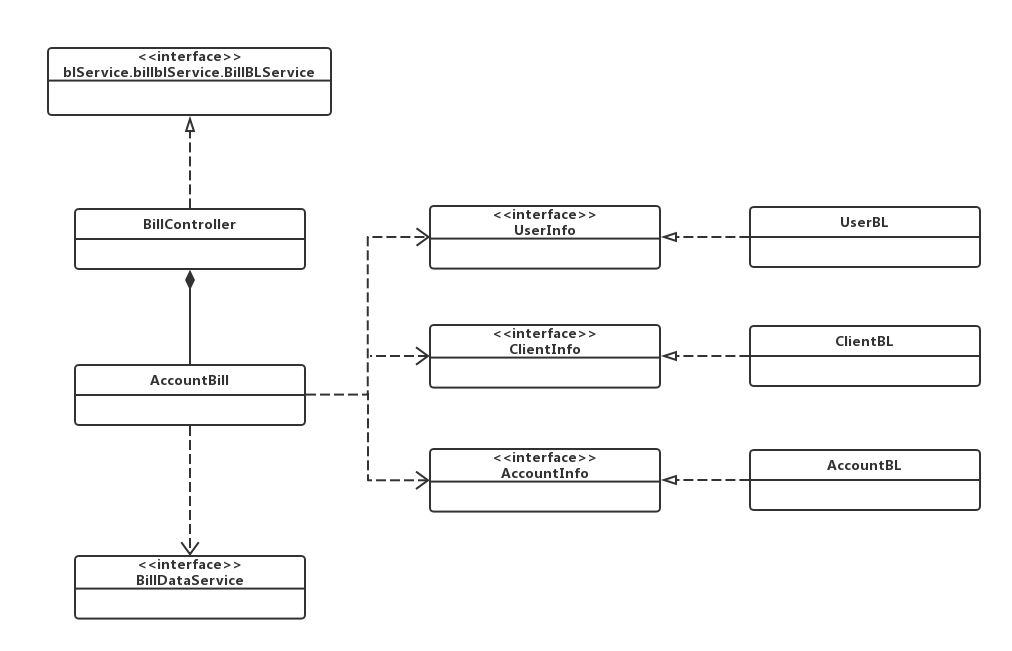 <<interface>>
blService.billblService.BillBLService
BillController
<<interface>>
UserInfo
UserBL
<<interface>>
ClientInfo
ClientBL
AccountBill
<<interface>>
AccountInfo
AccountBL
<<interface>>
BillDataService